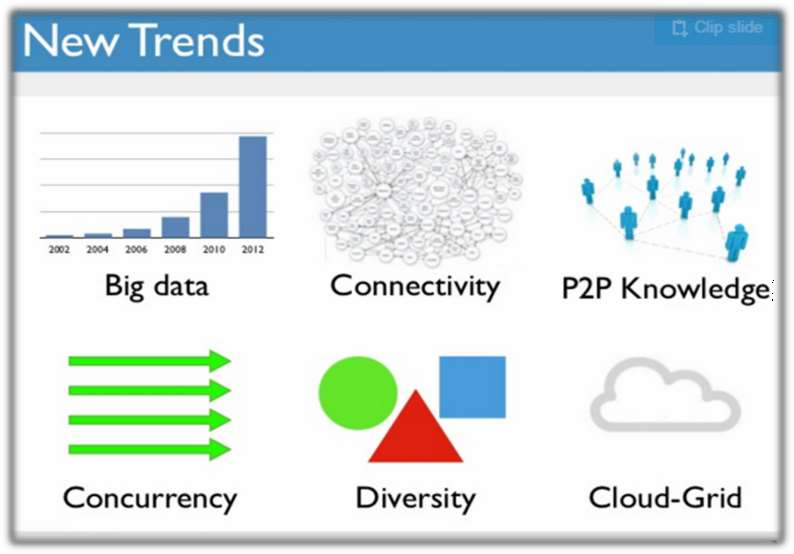 New Trends
Clip slide
2002 2004 2006 2008 2010 2012
Big data
Connectivity
P2P Knowledge
Concurrency
Diversity
Cloud-Grid